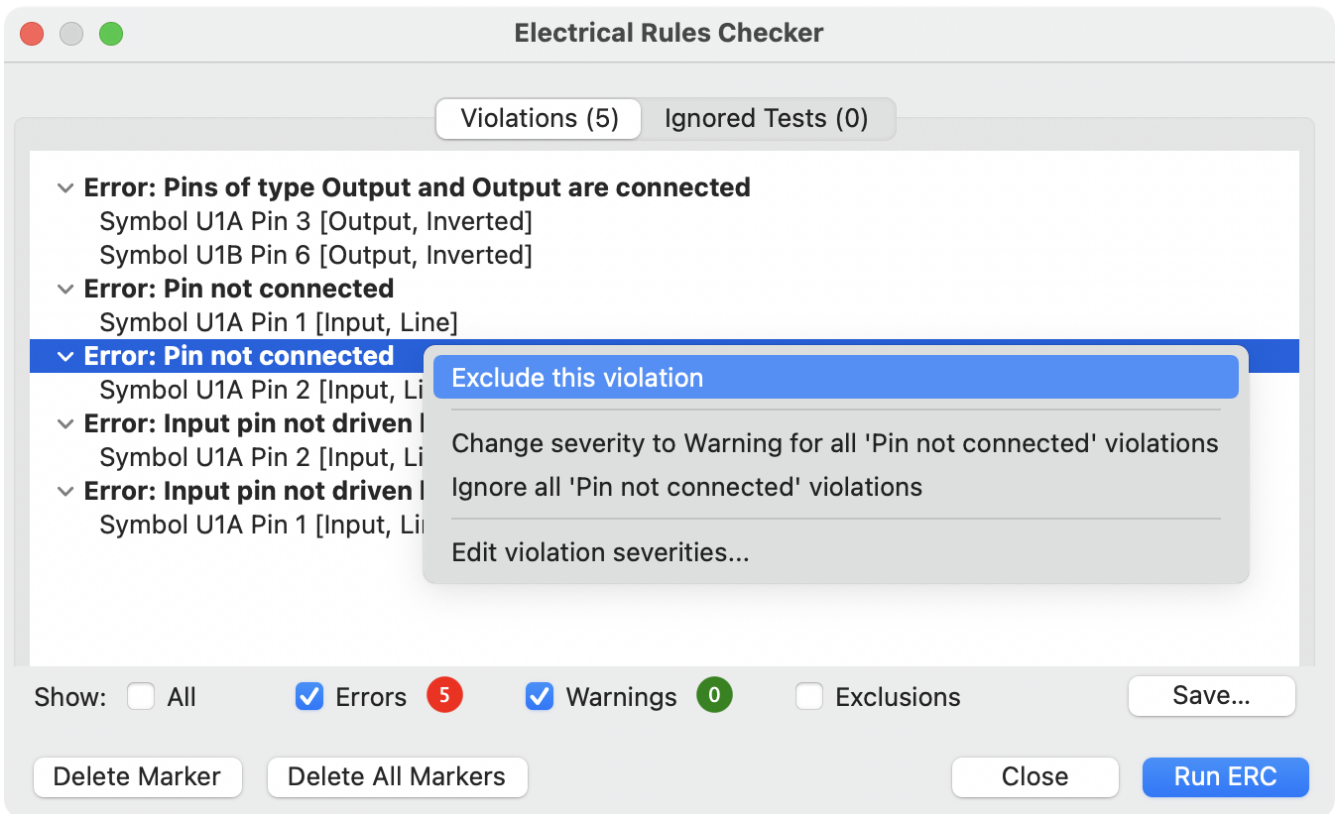 Electrical Rules Checker
Violations (5)
Ignored Tests (0)
Error: Pins of type Output and Output are connected
Symbol U1A Pin 3 [Output, Inverted]
Symbol U1B Pin 6 [Output, Inverted]
Error: Pin not connected
Symbol U1A Pin 1 [Input, Line]
Error: Pin not connected
Exclude this violation
Symbol U1A Pin 2 [Input,
Error: Input pin not driven
Change severity to Warning for all 'Pin not connected' violations
Symbol U1A Pin 2 [Input,
Ignore all 'Pin not connected' violations
Error: Input pin not driven
Symbol U1A Pin 1 [Input,
Edit violation severities...
Show: All Errors 5 Warnings 0 Exclusions Save...
Delete Marker Delete All Markers Close Run ERC